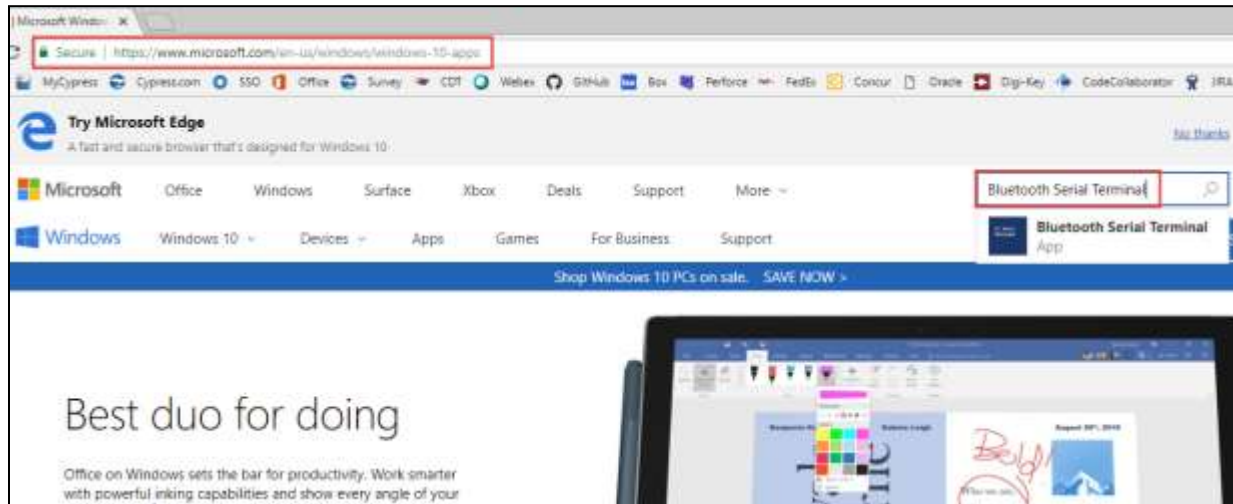 Microsoft Window
Secure | https://www.microsoft.com/en-us/windows/windows-10-apps
MyCypress Cypress.com SSO Office Survey CDT Webex GitHub Box Perforce FedEx Concur Oracle Digi-Key CodeCollaborator JIRA
Try Microsoft Edge
A fast and secure browser that's designed for Windows 10
No thanks
Microsoft Office Windows Surface Xbox Deals Support More
Bluetooth Serial Terminal
Windows Windows 10 Devices Apps Games For Business Support
Bluetooth Serial Terminal
App
Shop Windows 10 PCs on sale. SAVE NOW >
Best duo for doing
Office on Windows sets the bar for productivity. Work smarter
with powerful inking capabilities and show every angle of your